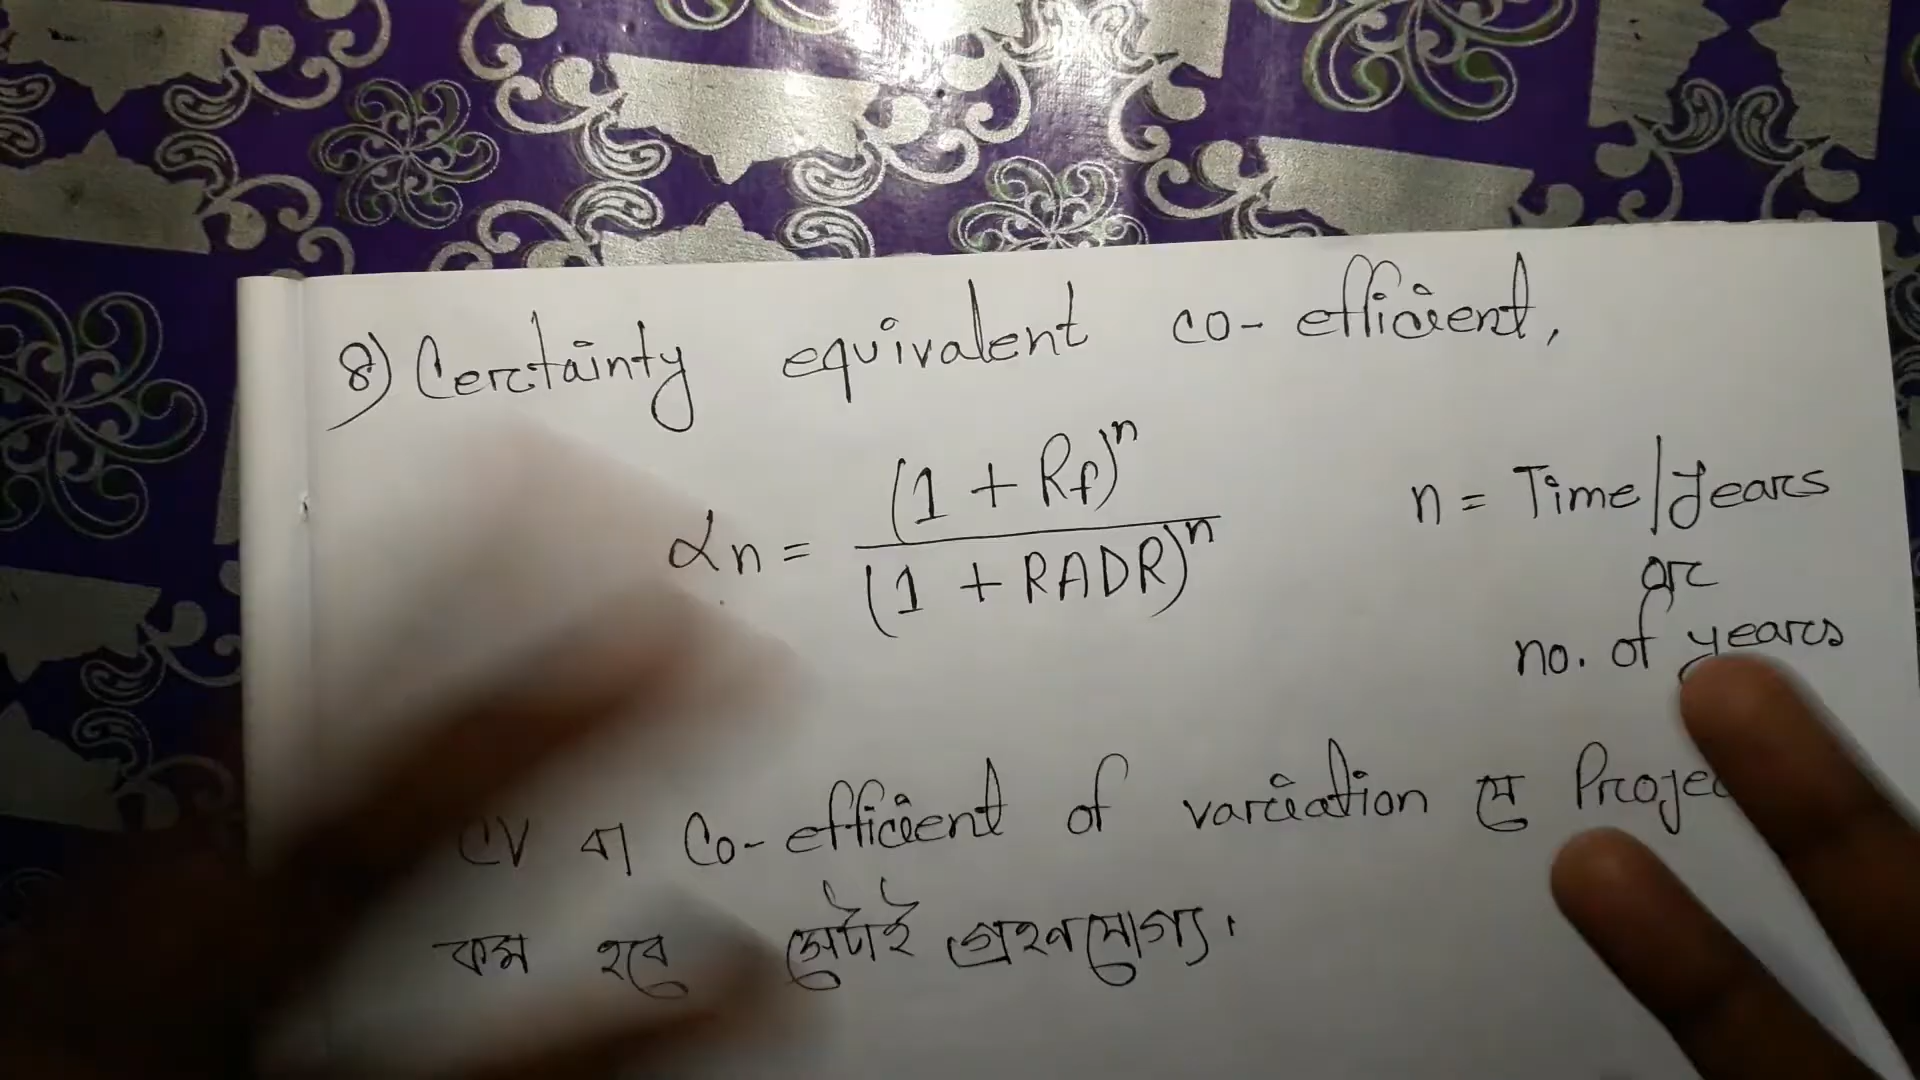 8) Certainty equivalent co-efficient,
αn = (1 + Rf)^n / (1 + RADR)^n
n = Time/Years
or
no. of years
CV বা Co-efficient of variation যে
কম হবে সেটাই গ্রহণযোগ্য।